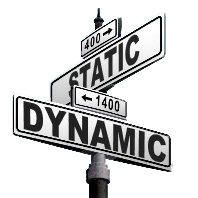 400 →
STATIC
← 1400
DYNAMIC